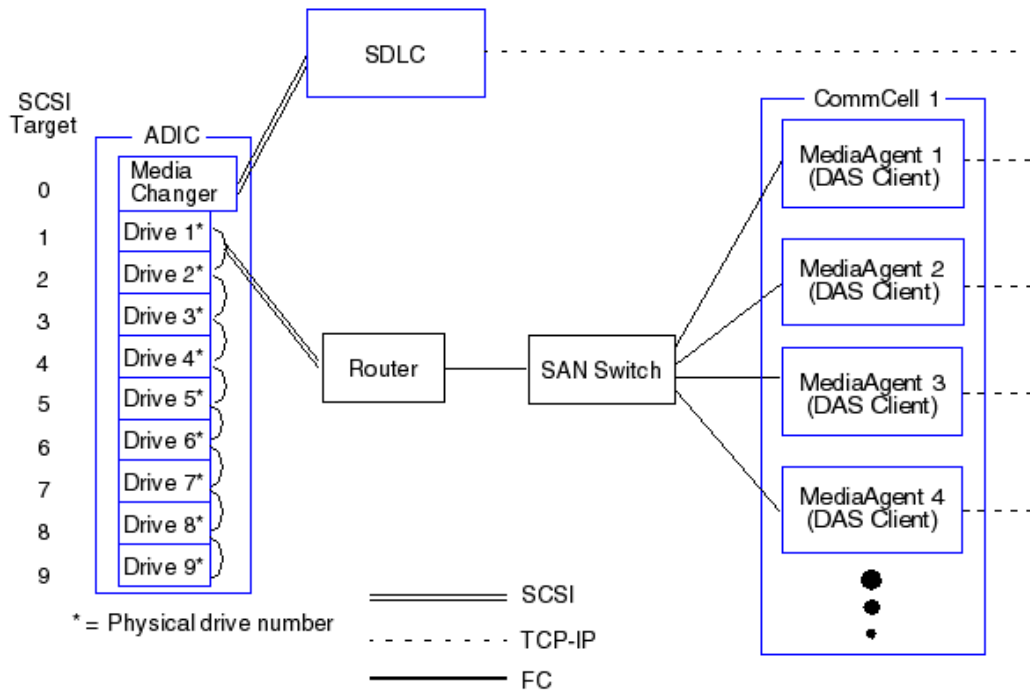 SDLC
SCSI
Target
ADIC
CommCell 1
Media
Changer
0
Drive 1*
1
Drive 2*
2
Drive 3*
3
Drive 4*
4
Drive 5*
5
Drive 6*
6
Drive 7*
7
Drive 8*
8
Drive 9*
9
Router
SAN Switch
MediaAgent 1
(DAS Client)
MediaAgent 2
(DAS Client)
MediaAgent 3
(DAS Client)
MediaAgent 4
(DAS Client)
* = Physical drive number
SCSI
TCP-IP
FC